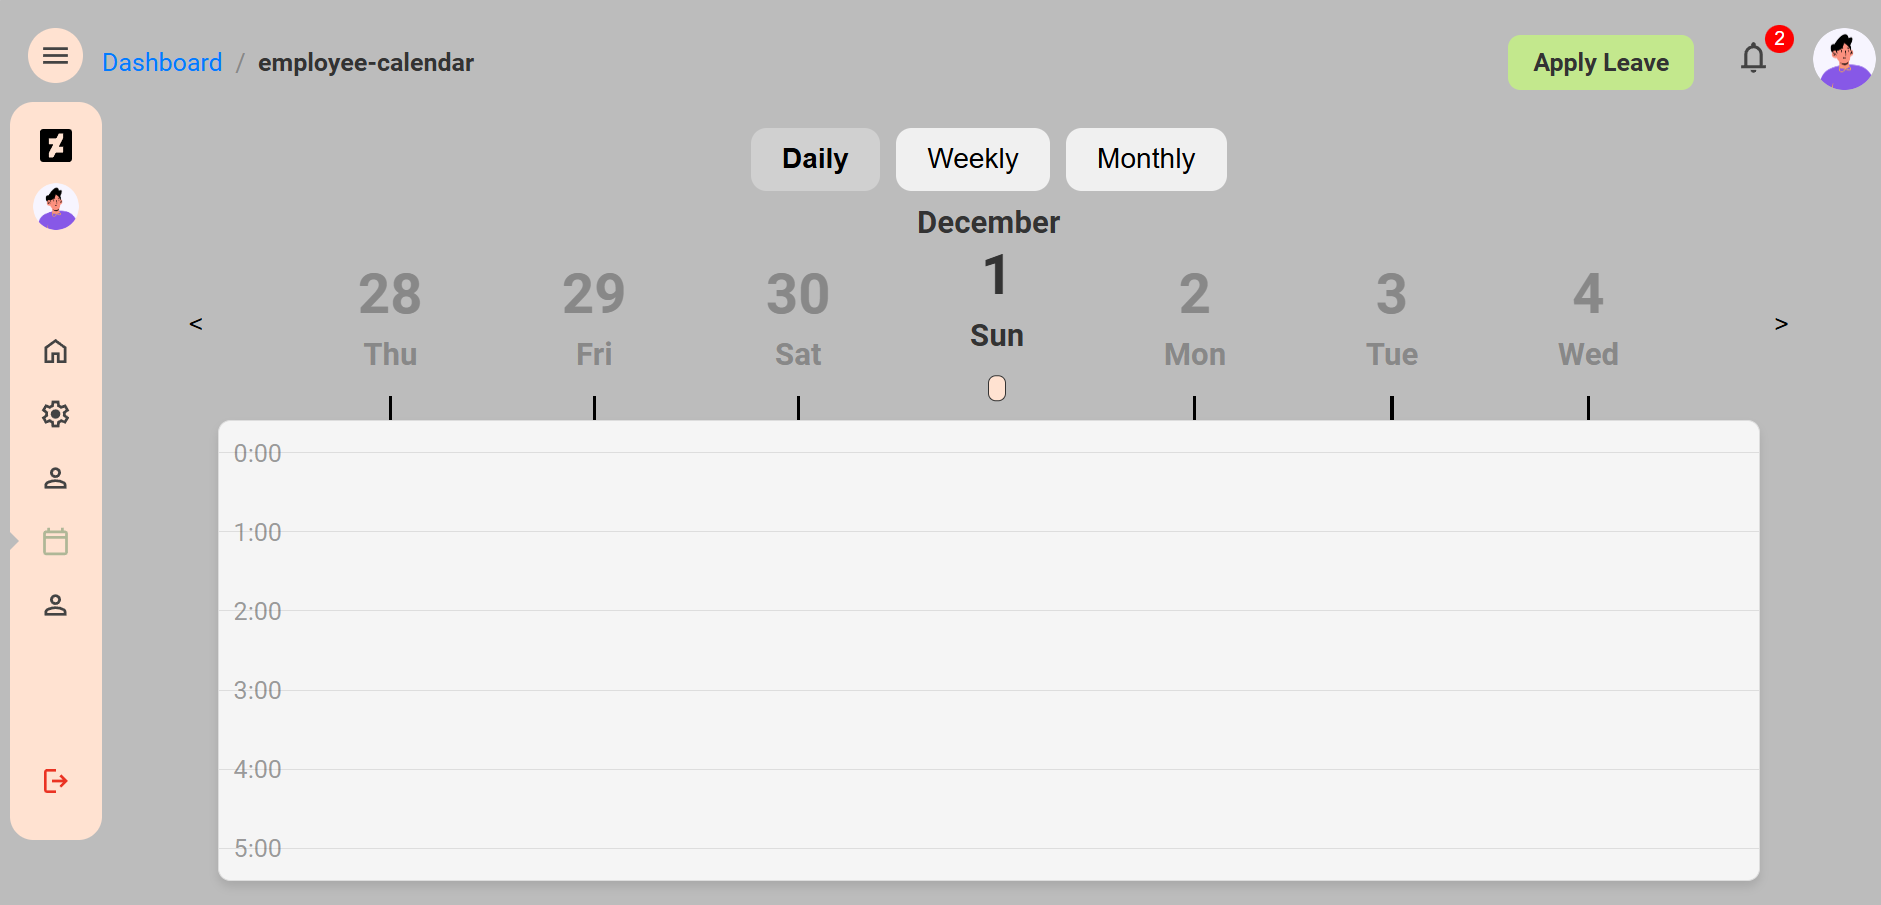 Dashboard / employee-calendar
Apply Leave
2
Daily Weekly Monthly
December
< 28 29 30 1 2 3 4 >
Thu Fri Sat Sun Mon Tue Wed
0:00
1:00
2:00
3:00
4:00
5:00